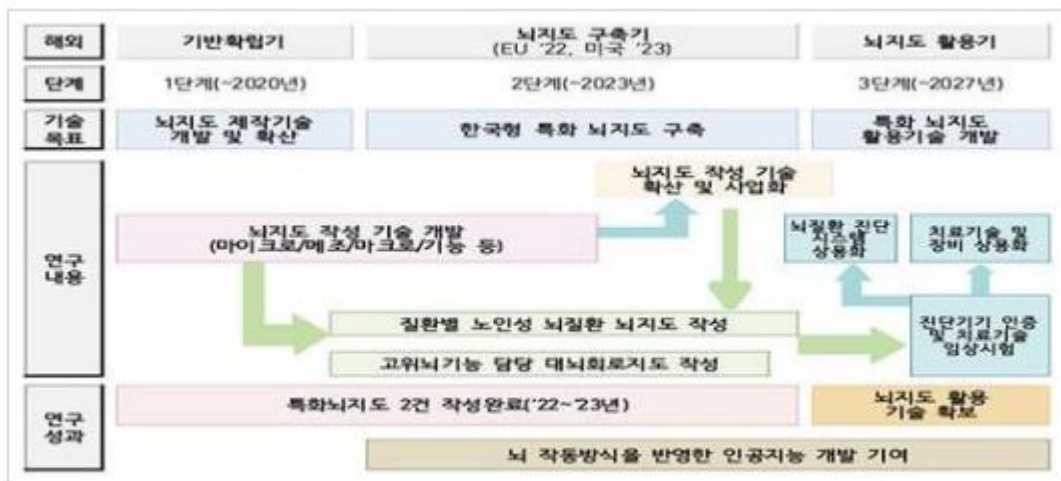 해외
기반확립기
뇌지도 구축기
(EU '22, 미국 '23)
뇌지도 활용기
단계
1단계(~2020년)
2단계(~2023년)
3단계(~2027년)
기술
목표
뇌지도 제작기술
개발 및 확산
한국형 특화 뇌지도 구축
특화 뇌지도
활용기술 개발
연구
내용
뇌지도 작성 기술
확산 및 사업화
뇌지도 작성 기술 개발
(마이크로/메조/마크로/기능 등)
뇌질환 진단
시스템
상용화
치료기술 및
장비 상용화
질환별 노인성 뇌질환 뇌지도 작성
진단기기 인증
및 치료기술
임상시험
고위뇌기능 담당 대뇌회로지도 작성
연구
성과
특화뇌지도 2건 작성완료('22~'23년)
뇌지도 활용
기술 확보
뇌 작동방식을 반영한 인공지능 개발 기여